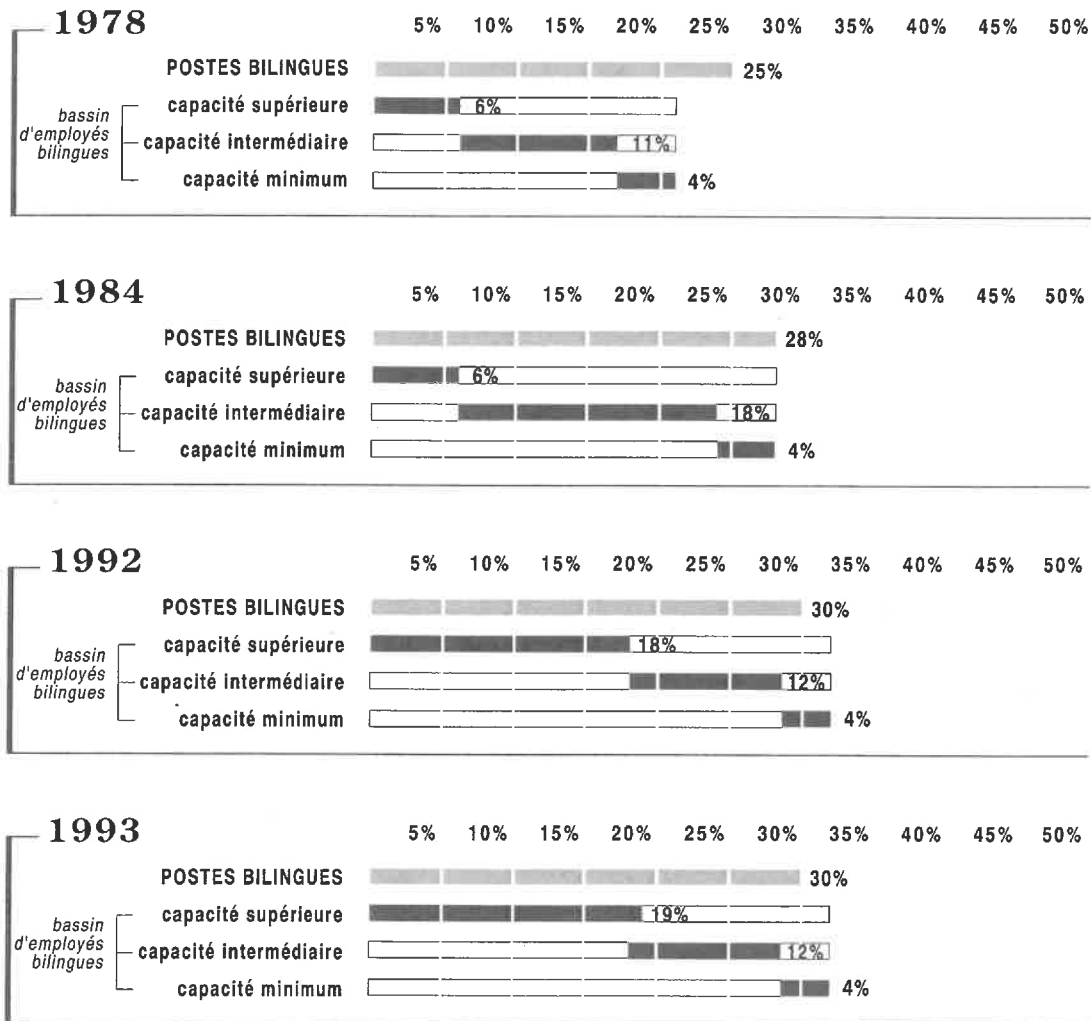 1978 5% 10% 15% 20% 25% 30% 35% 40% 45% 50%
POSTES BILINGUES 25%
bassin d'employés bilingues
capacité supérieure 6%
capacité intermédiaire 11%
capacité minimum 4%
1984 5% 10% 15% 20% 25% 30% 35% 40% 45% 50%
POSTES BILINGUES 28%
bassin d'employés bilingues
capacité supérieure 6%
capacité intermédiaire 18%
capacité minimum 4%
1992 5% 10% 15% 20% 25% 30% 35% 40% 45% 50%
POSTES BILINGUES 30%
bassin d'employés bilingues
capacité supérieure 18%
capacité intermédiaire 12%
capacité minimum 4%
1993 5% 10% 15% 20% 25% 30% 35% 40% 45% 50%
POSTES BILINGUES 30%
bassin d'employés bilingues
capacité supérieure 19%
capacité intermédiaire 12%
capacité minimum 4%